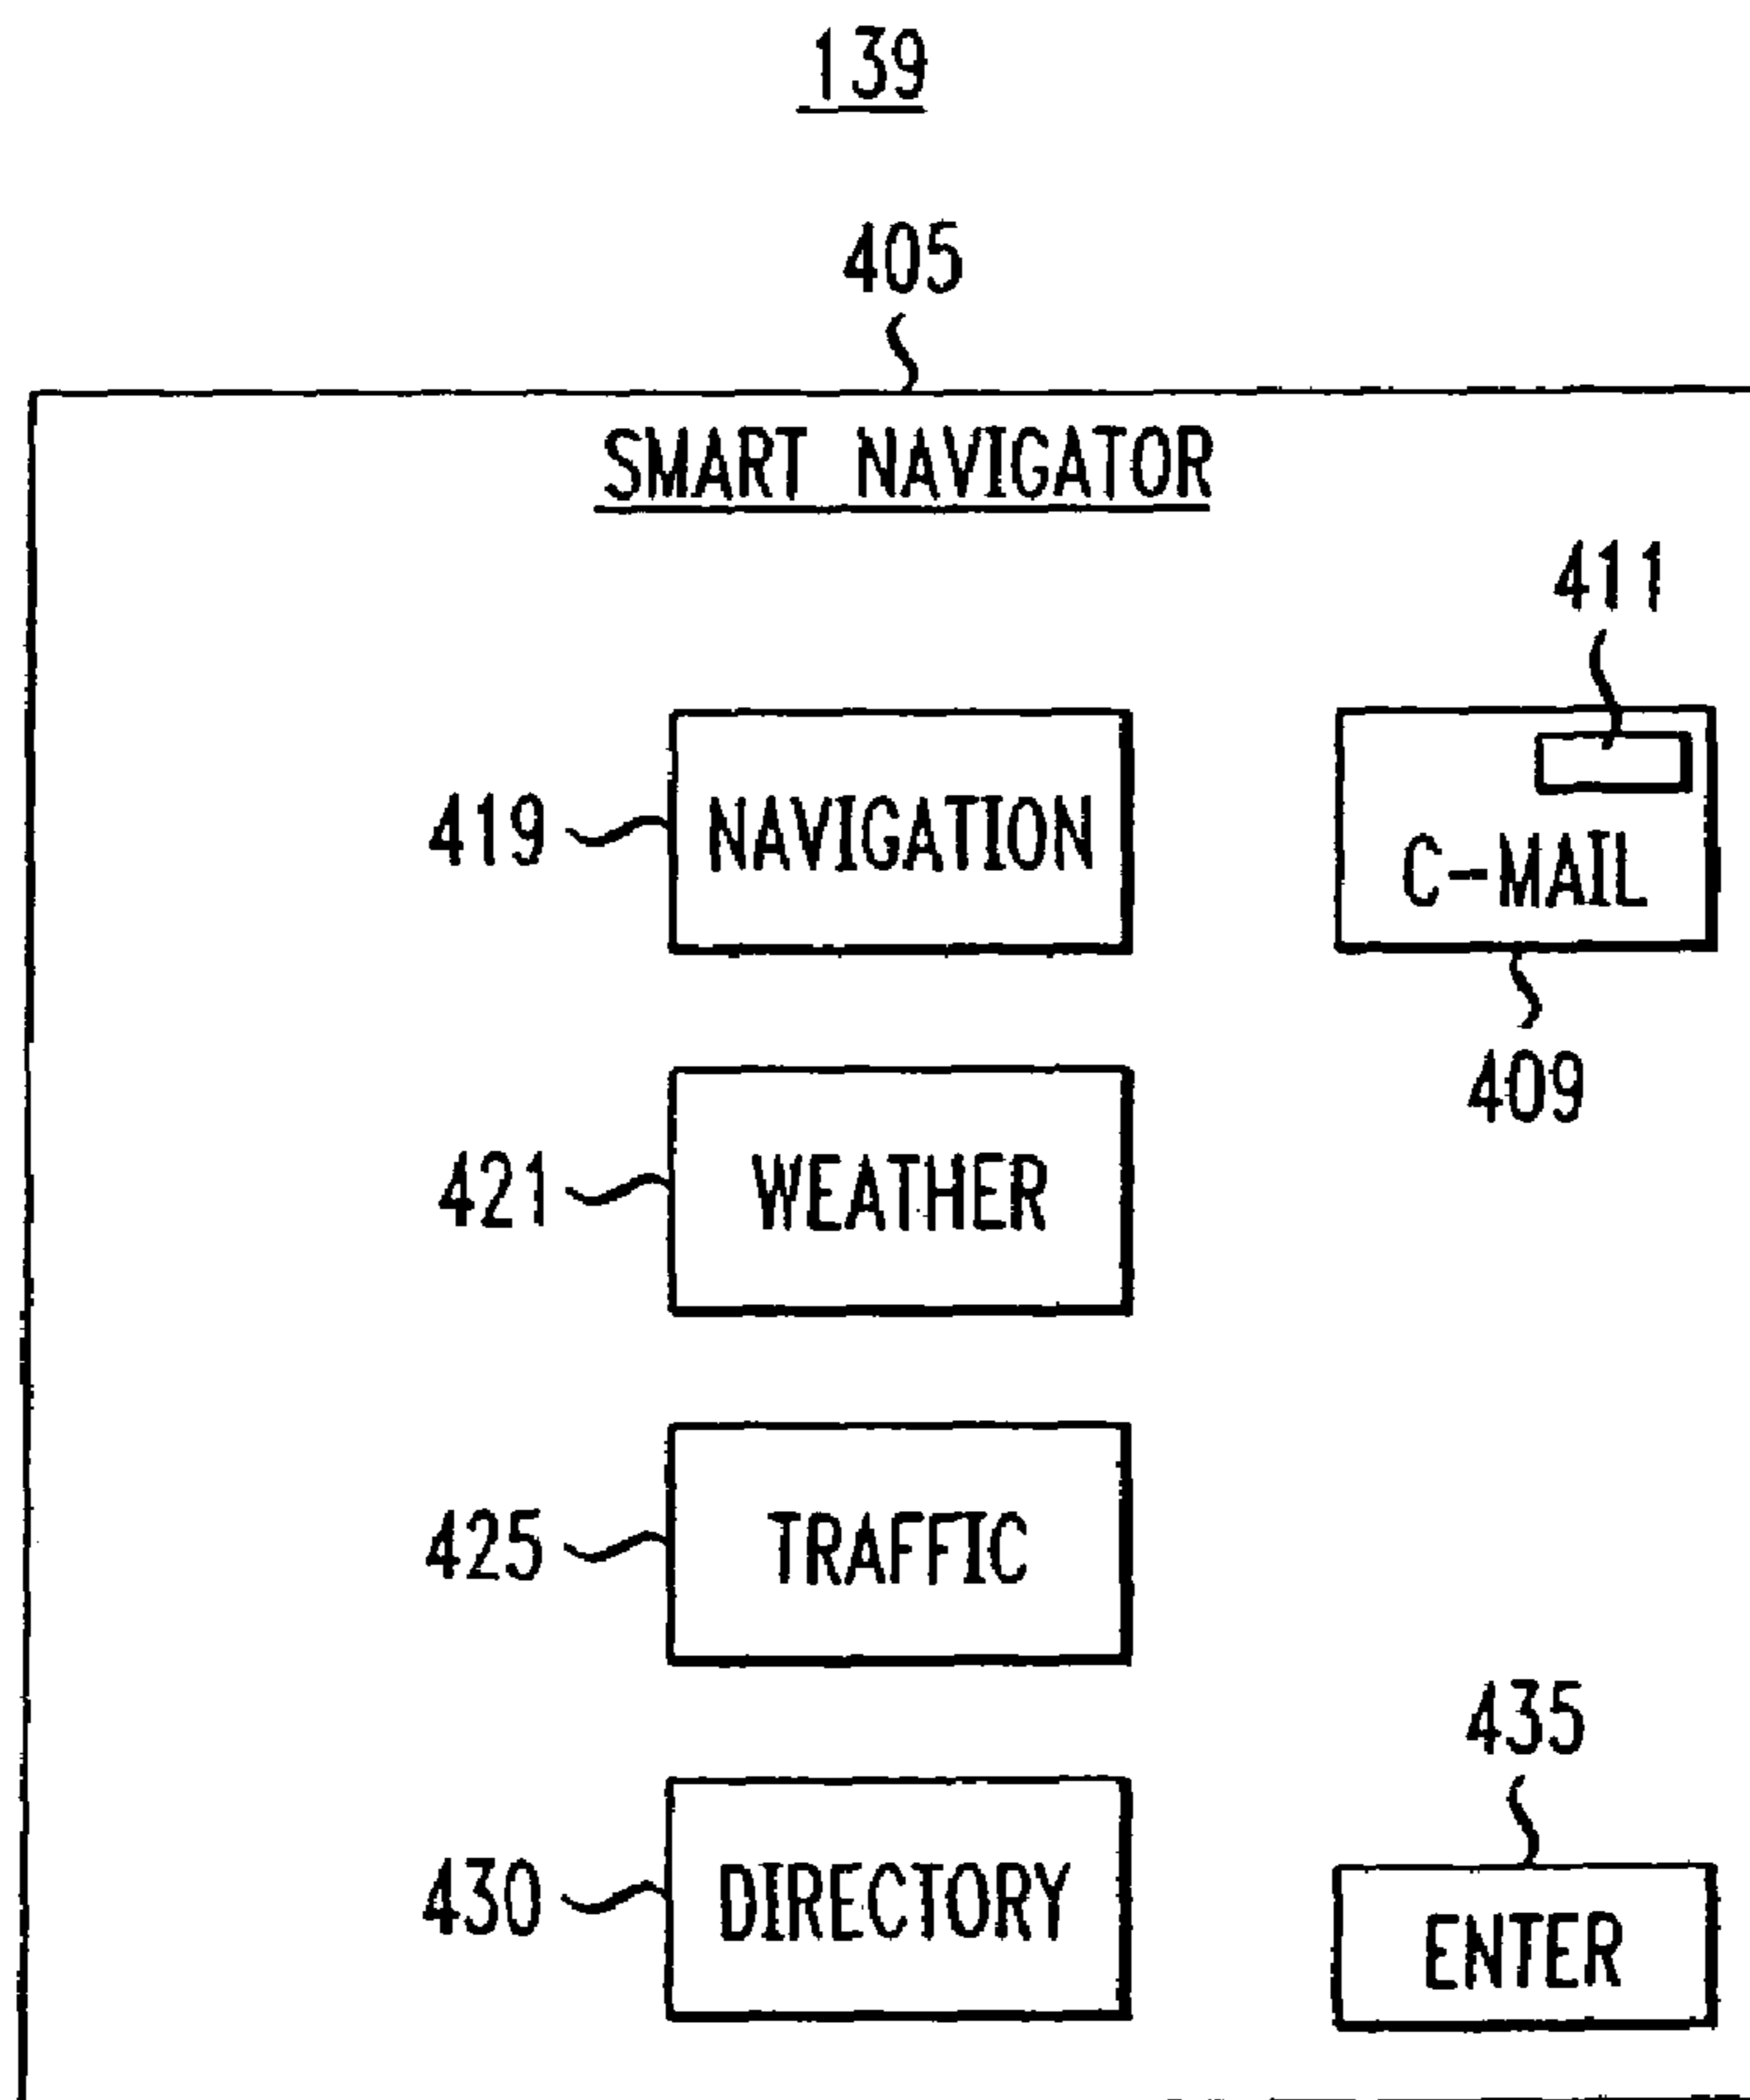 139
405
SMART NAVIGATOR
411
419 NAVIGATION
C-MAIL
409
421 WEATHER
425 TRAFFIC
435
430 DIRECTORY
ENTER